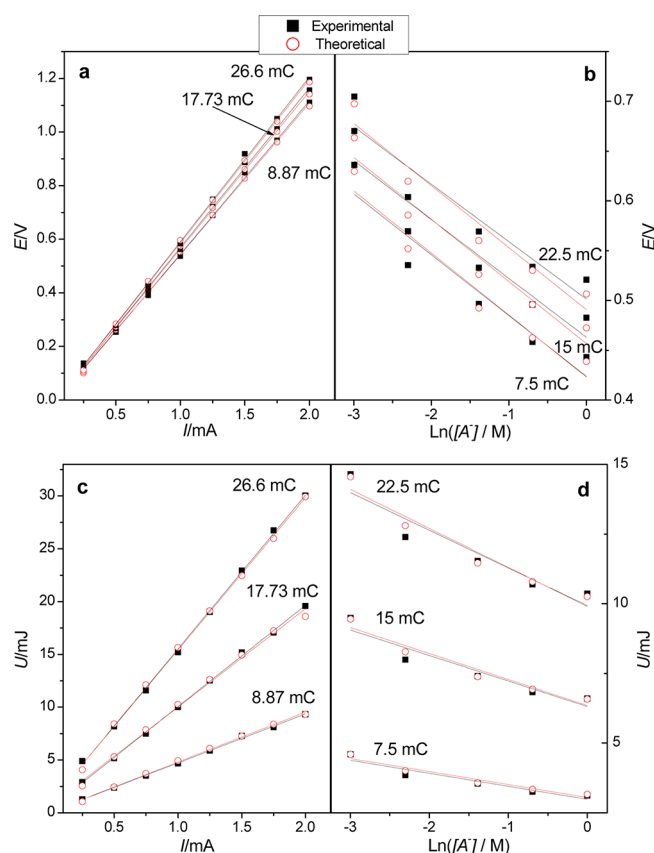 Experimental
Theoretical
a
b
26.6 mC
17.73 mC
8.87 mC
22.5 mC
15 mC
7.5 mC
1.2
1.0
0.8
0.6
0.4
0.2
0.0
E/V
0.5 1.0 1.5 2.0
I/mA
0.7
0.6
0.5
0.4
E/V
-3 -2 -1 0
Ln([A⁻] / M)
c
d
26.6 mC
17.73 mC
8.87 mC
22.5 mC
15 mC
7.5 mC
30
25
20
15
10
5
0
U/mJ
0.5 1.0 1.5 2.0
I/mA
15
10
5
U/mJ
-3 -2 -1 0
Ln([A⁻] / M)